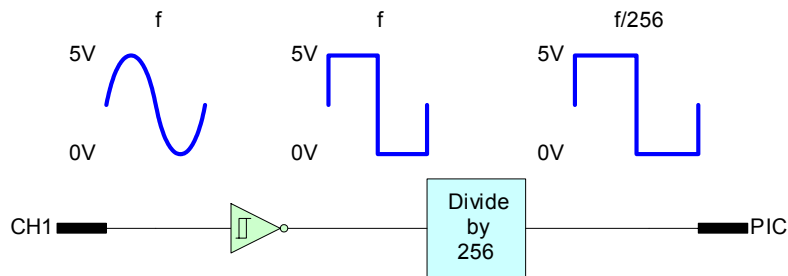 f f f/256
5V 5V 5V
0V 0V 0V
CH1 Divide by 256 PIC